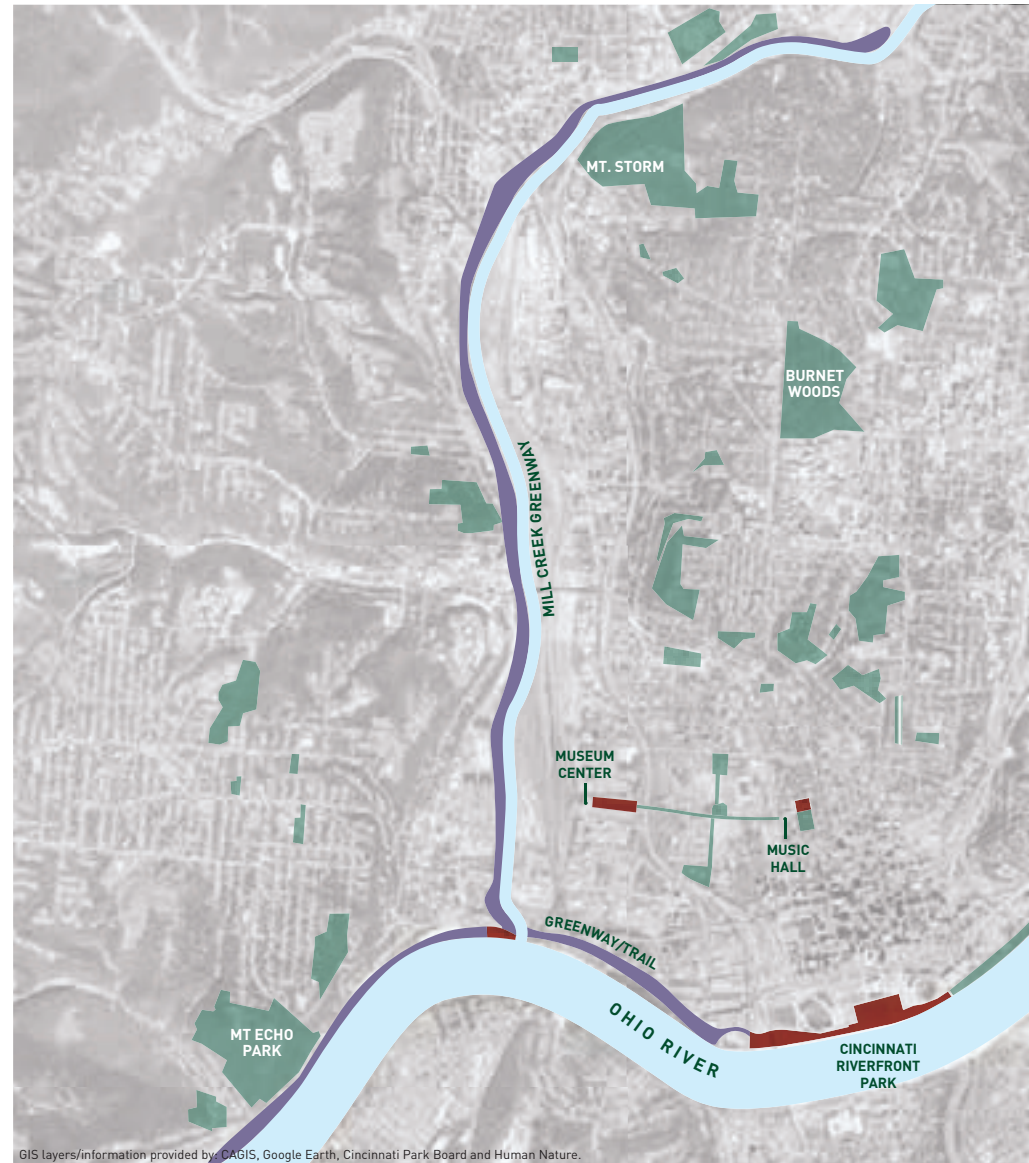 MT. STORM
BURNET
WOODS
MILL CREEK GREENWAY
MUSEUM
CENTER
MUSIC
HALL
GREENWAY/TRAIL
OHIO RIVER
MT ECHO
PARK
CINCINNATI
RIVERFRONT
PARK
GIS layers/information provided by: CAGIS, Google Earth, Cincinnati Park Board and Human Nature.